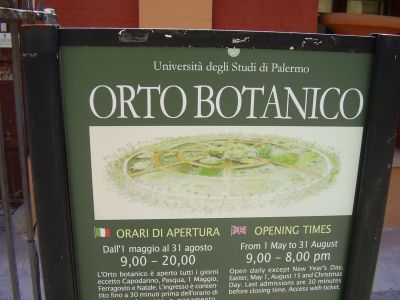 Università degli Studi di Palermo
ORTO BOTANICO
ORARI DI APERTURA
Dall'1 maggio al 31 agosto
9,00 - 20,00
L'Orto botanico è aperto tutti i giorni
eccetto Capodanno, Pasqua, 1 Maggio,
Ferragosto e Natale. L'ingresso è consen-
tito fino a 30 minuti prima dell'orario di
OPENING TIMES
From 1 May to 31 August
9,00 - 8,00 pm
Open daily except New Year's Day,
Easter, May 1, August 15 and Christmas
Day. Last admissions are 30 minutes
before closing time. Access with ticket.